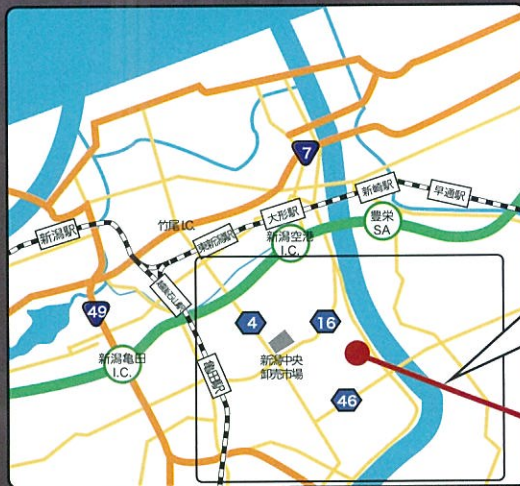 7
新崎駅
早通駅
大形駅
豊栄
SA
竹尾I.C.
新潟駅
東新潟駅
新潟空港
I.C.
越後石山駅
49
4
16
新潟亀田
I.C.
新潟中央
卸売市場
亀田駅
46